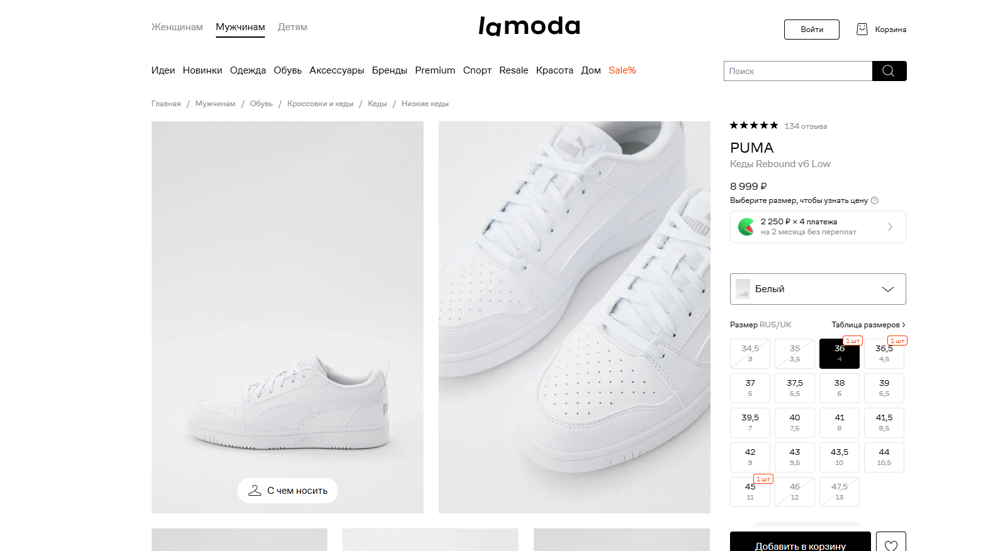 Женщинам Мужчинам Детям
lamoda
Войти
Корзина
Идеи Новинки Одежда Обувь Аксессуары Бренды Premium Спорт Resale Красота Дом Sale%
Поиск
Главная / Мужчинам / Обувь / Кроссовки и кеды / Кеды / Низкие кеды
PUMA
С чем носить
134 отзыва
PUMA
Кеды Rebound v6 Low
8 999 ₽
Выберите размер, чтобы узнать цену ?
2 250 ₽ × 4 платежа
на 2 месяца без переплат
Белый
Размер RUS/UK Таблица размеров
1 шт 1 шт
34,5 35 36 36,5
3 3,5 4 4,5
37 37,5 38 39
5 5,5 6 6,5
39,5 40 41 41,5
7 7,5 8 8,5
42 43 43,5 44
9 9,5 10 10,5
1 шт
45 46 47,5
11 12 13
Добавить в корзину